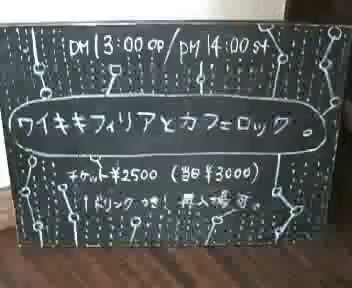 PM13:00 op / PM14:00 st
ワイキキフィリアとカフェロック。
チケット¥2500 (当日¥3000)
1ドリンクつき! 再入場可。